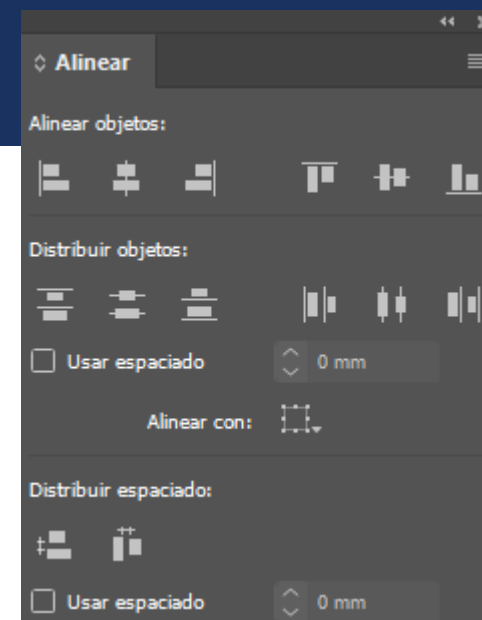 Alinear
Alinear objetos:
Distribuir objetos:
Usar espaciado 0 mm
Alinear con:
Distribuir espaciado:
Usar espaciado 0 mm